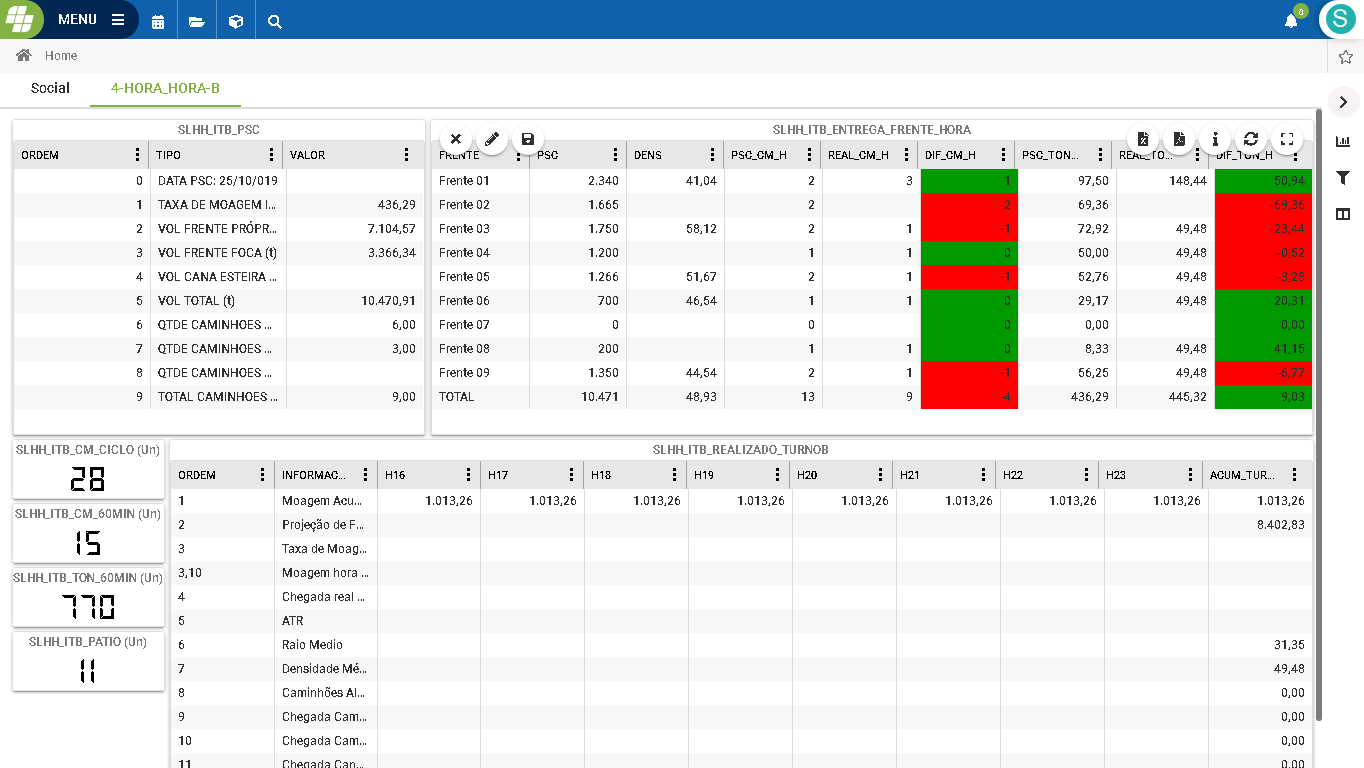 MENU
0
S
Home
Social 4-HORA_HORA-B
SLHH_ITB_PSC
ORDEM TIPO VALOR
0 DATA PSC: 25/10/019
1 TAXA DE MOAGEM I... 436,29
2 VOL FRENTE PRÓPR... 7.104,57
3 VOL FRENTE FOCA (t) 3.366,34
4 VOL CANA ESTEIRA ...
5 VOL TOTAL (t) 10.470,91
6 QTDE CAMINHOES ... 6,00
7 QTDE CAMINHOES ... 3,00
8 QTDE CAMINHOES ...
9 TOTAL CAMINHOES ... 9,00
SLHH_ITB_ENTREGA_FRENTE_HORA
FRENTE PSC DENS PSC_CM_H REAL_CM_H DIF_CM_H PSC_TON... REAL_TO... DIF_TON_H
Frente 01 2.340 41,04 2 3 1 97,50 148,44 50,94
Frente 02 1.665 2 -2 69,36 -69,36
Frente 03 1.750 58,12 2 1 -1 72,92 49,48 -23,44
Frente 04 1.200 1 1 0 50,00 49,48 -0,52
Frente 05 1.266 51,67 2 1 -1 52,76 49,48 -3,28
Frente 06 700 46,54 1 1 0 29,17 49,48 20,31
Frente 07 0 0 0 0,00 0,00
Frente 08 200 1 1 0 8,33 49,48 41,15
Frente 09 1.350 44,54 2 1 -1 56,25 49,48 -6,77
TOTAL 10.471 48,93 13 9 -4 436,29 445,32 9,03
SLHH_ITB_CM_CICLO (Un)
28
SLHH_ITB_CM_60MIN (Un)
15
SLHH_ITB_TON_60MIN (Un)
770
SLHH_ITB_PATIO (Un)
11
SLHH_ITB_REALIZADO_TURNOB
ORDEM INFORMAC... H16 H17 H18 H19 H20 H21 H22 H23 ACUM_TUR...
1 Moagem Acu... 1.013,26 1.013,26 1.013,26 1.013,26 1.013,26 1.013,26 1.013,26 1.013,26 1.013,26
2 Projeção de F... 8.402,83
3 Taxa de Moag...
3,10 Moagem hora ...
4 Chegada real ...
5 ATR
6 Raio Medio 31,35
7 Densidade Mé... 49,48
8 Caminhões Al... 0,00
9 Chegada Cam... 0,00
10 Chegada Cam... 0,00
11 Chegada Can... 0,00